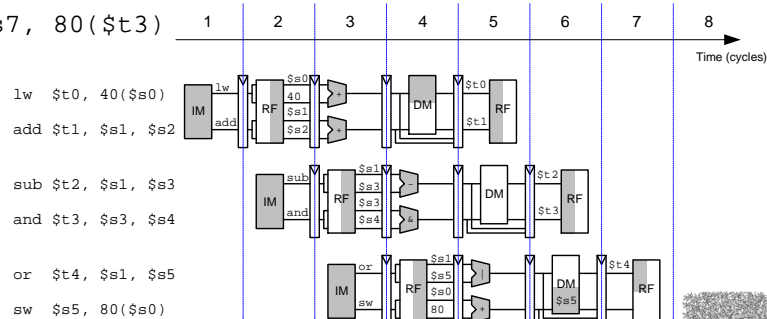 s7, 80($t3)
1 2 3 4 5 6 7 8
Time (cycles)
lw $t0, 40($s0)
add $t1, $s1, $s2
IM
lw
add
RF
$s0
40
$s1
$s2
+
+
DM
$t0
$t1
RF
sub $t2, $s1, $s3
and $t3, $s3, $s4
IM
sub
and
RF
$s1
$s3
$s3
$s4
-
&
DM
$t2
$t3
RF
or $t4, $s1, $s5
sw $s5, 80($s0)
IM
or
sw
RF
$s1
$s5
$s0
80
|
+
DM
$s5
$t4
RF